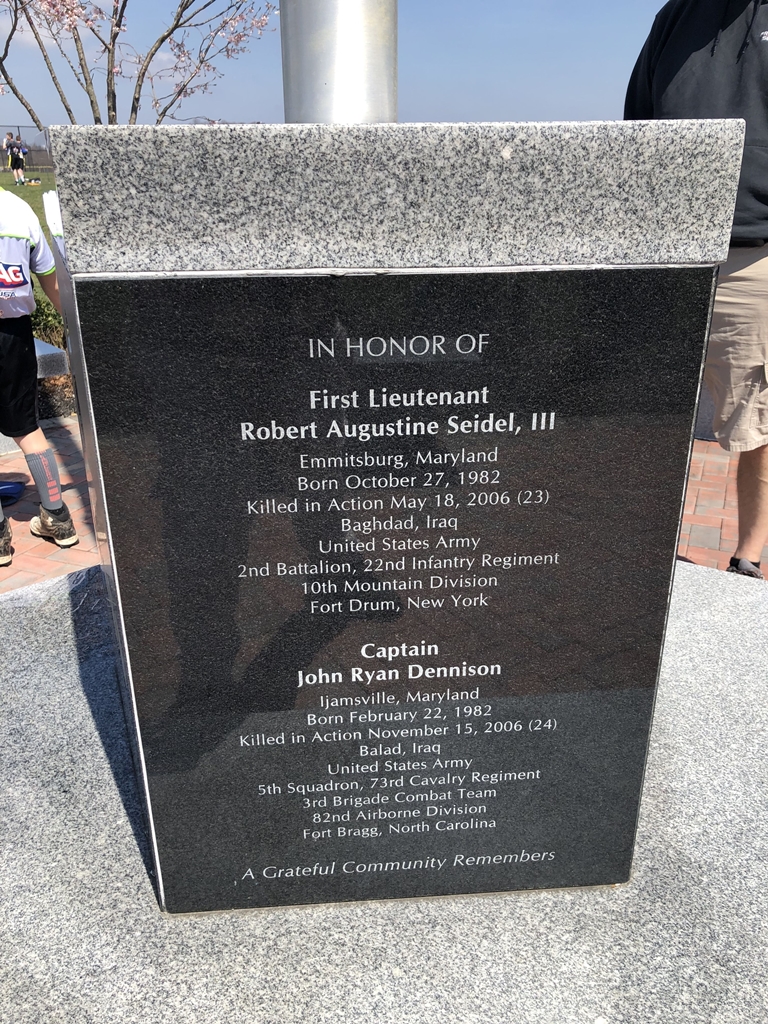 IN HONOR OF
First Lieutenant
Robert Augustine Seidel, III
Emmitsburg, Maryland
Born October 27, 1982
Killed in Action May 18, 2006 (23)
Baghdad, Iraq
United States Army
2nd Battalion, 22nd Infantry Regiment
10th Mountain Division
Fort Drum, New York
Captain
John Ryan Dennison
Ijamsville, Maryland
Born February 22, 1982
Killed in Action November 15, 2006 (24)
Balad, Iraq
United States Army
5th Squadron, 73rd Cavalry Regiment
3rd Brigade Combat Team
82nd Airborne Division
Fort Bragg, North Carolina
A Grateful Community Remembers